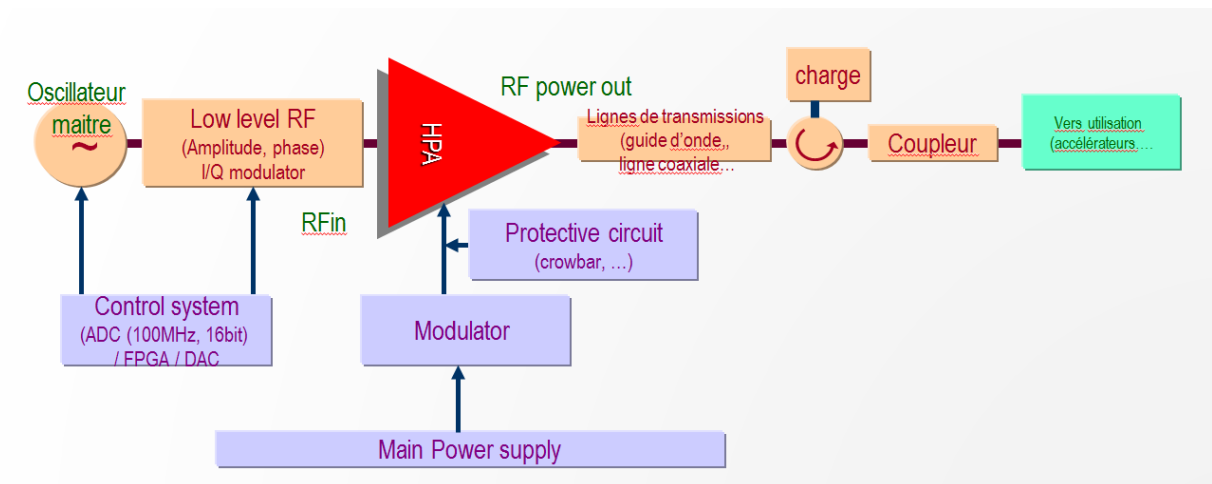 Oscillateur
maitre
~
Low level RF
(Amplitude, phase)
I/Q modulator
RFin
HPA
RF power out
Lignes de transmissions
(guide d'onde,,
ligne coaxiale…
charge
Coupleur
Vers utilisation
(accélérateurs….
Protective circuit
(crowbar, …)
Control system
(ADC (100MHz, 16bit)
/ FPGA / DAC
Modulator
Main Power supply